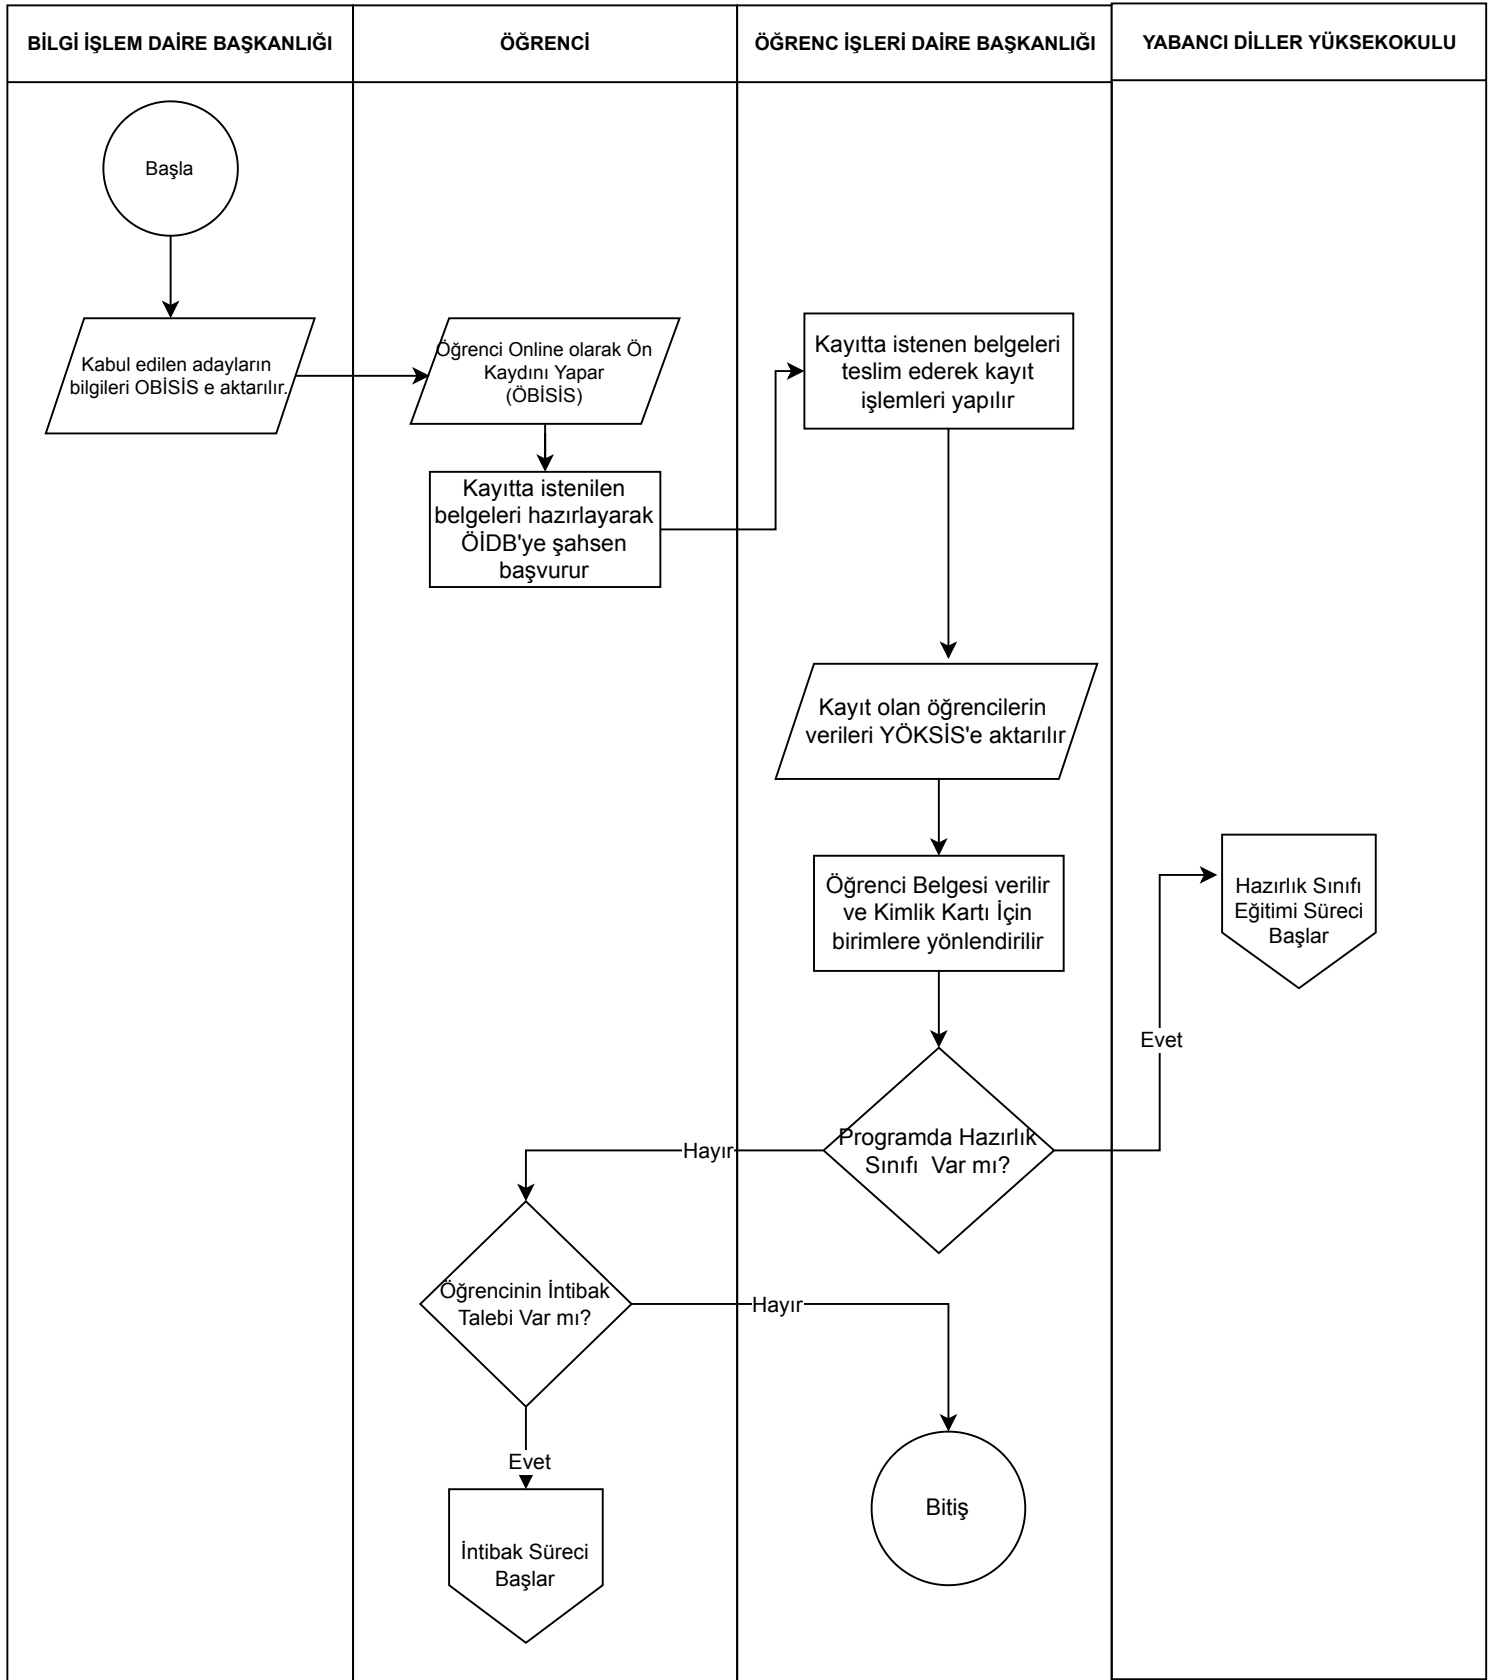 BİLGİ İŞLEM DAİRE BAŞKANLIĞI
ÖĞRENCİ
ÖĞRENC İŞLERİ DAİRE BAŞKANLIĞI
YABANCI DİLLER YÜKSEKOKULU
Başla
Kabul edilen adayların
bilgileri OBİSİS e aktarılır.
Öğrenci Online olarak Ön
Kaydını Yapar
(ÖBİSİS)
Kayıtta istenilen
belgeleri hazırlayarak
ÖİDB'ye şahsen
başvurur
Kayıtta istenen belgeleri
teslim ederek kayıt
işlemleri yapılır
Kayıt olan öğrencilerin
verileri YÖKSİS'e aktarılır
Öğrenci Belgesi verilir
ve Kimlik Kartı İçin
birimlere yönlendirilir
Hazırlık Sınıfı
Eğitimi Süreci
Başlar
Evet
Programda Hazırlık
Sınıfı  Var mı?
Hayır
Öğrencinin İntibak
Talebi Var mı?
Hayır
Evet
İntibak Süreci
Başlar
Bitiş